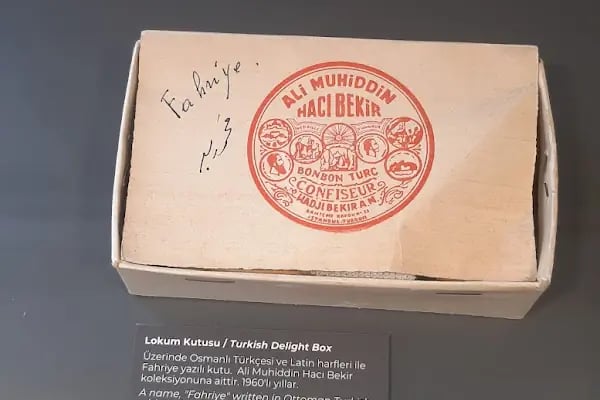 Fahriye.
ALİ MUHİDDİN
HACI BEKİR
BONBON TURC
CONFISEUR
HADJI BEKIRZAN
Lokum Kutusu / Turkish Delight Box
Üzerinde Osmanlı Türkçesi ve Latin harfleri ile
Fahriye yazılı kutu. Ali Muhiddin Hacı Bekir
koleksiyonuna aittir. 1960'lı yıllar.
A name, "Fahriye" written in Ottoman